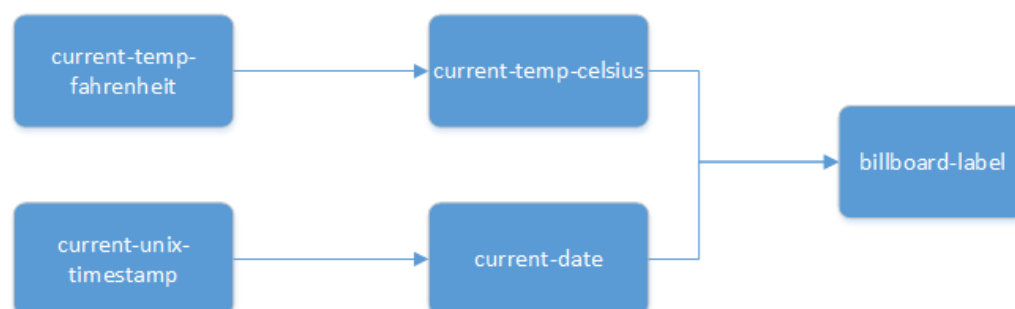 current-temp-
fahrenheit
current-temp-celsius
billboard-label
current-unix-
timestamp
current-date